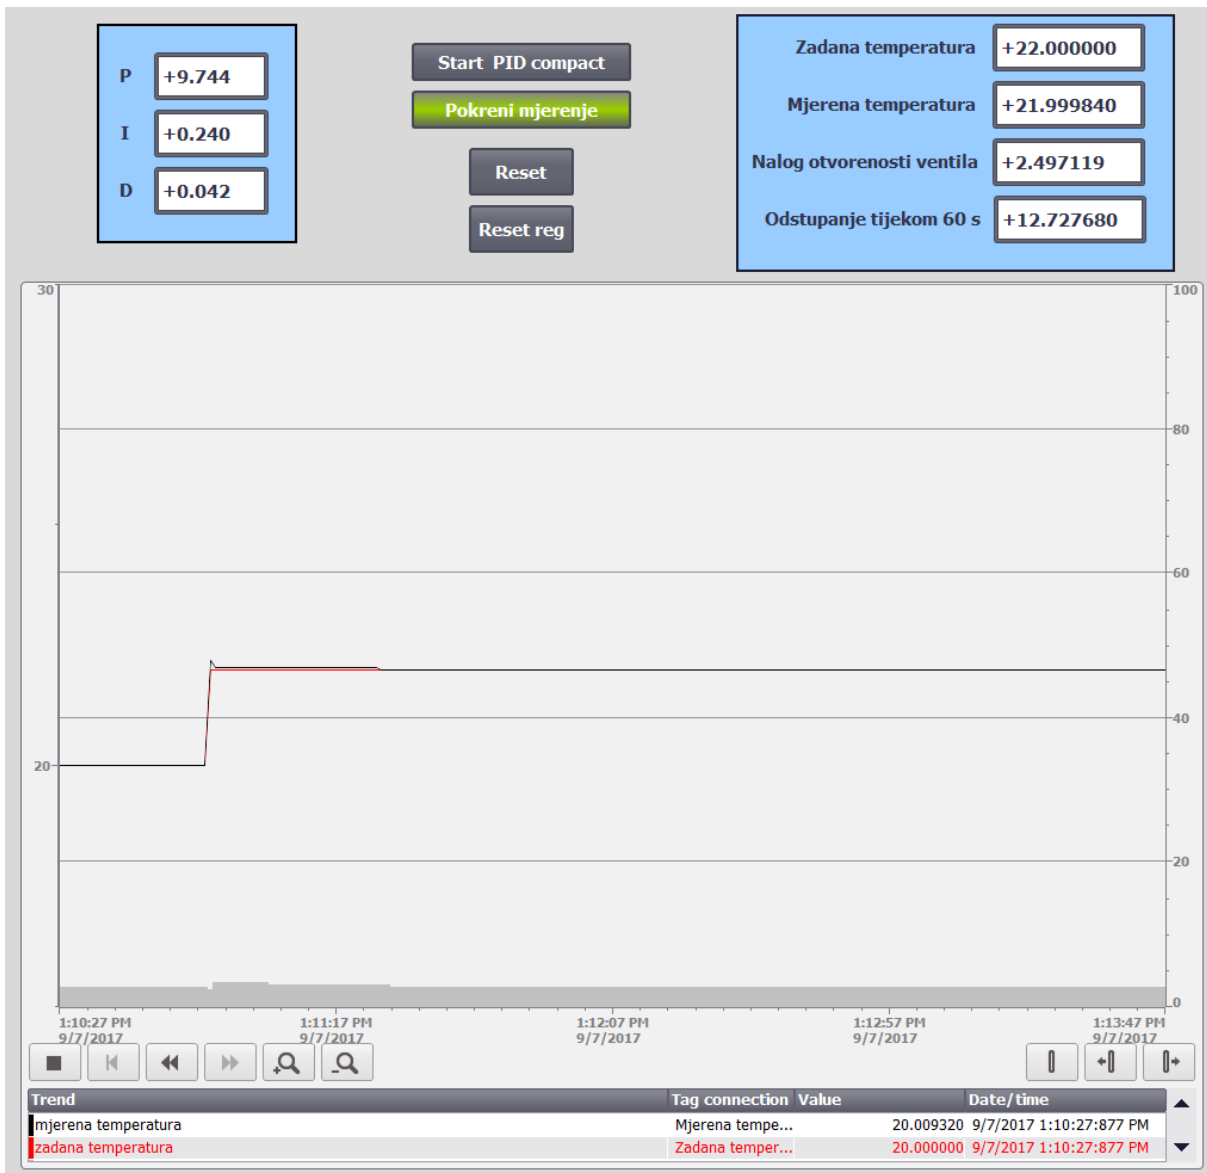 P +9.744
I +0.240
D +0.042
Start PID compact
Pokreni mjerenje
Reset
Reset reg
Zadana temperatura +22.000000
Mjerena temperatura +21.999840
Nalog otvorenosti ventila +2.497119
Odstupanje tijekom 60 s +12.727680
30
20
100
80
60
40
20
0
1:10:27 PM 1:11:17 PM 1:12:07 PM 1:12:57 PM 1:13:47 PM
9/7/2017 9/7/2017 9/7/2017 9/7/2017 9/7/2017
Trend Tag connection Value Date/time
mjerena temperatura Mjerena tempe... 20.009320 9/7/2017 1:10:27:877 PM
zadana temperatura Zadana temper... 20.000000 9/7/2017 1:10:27:877 PM